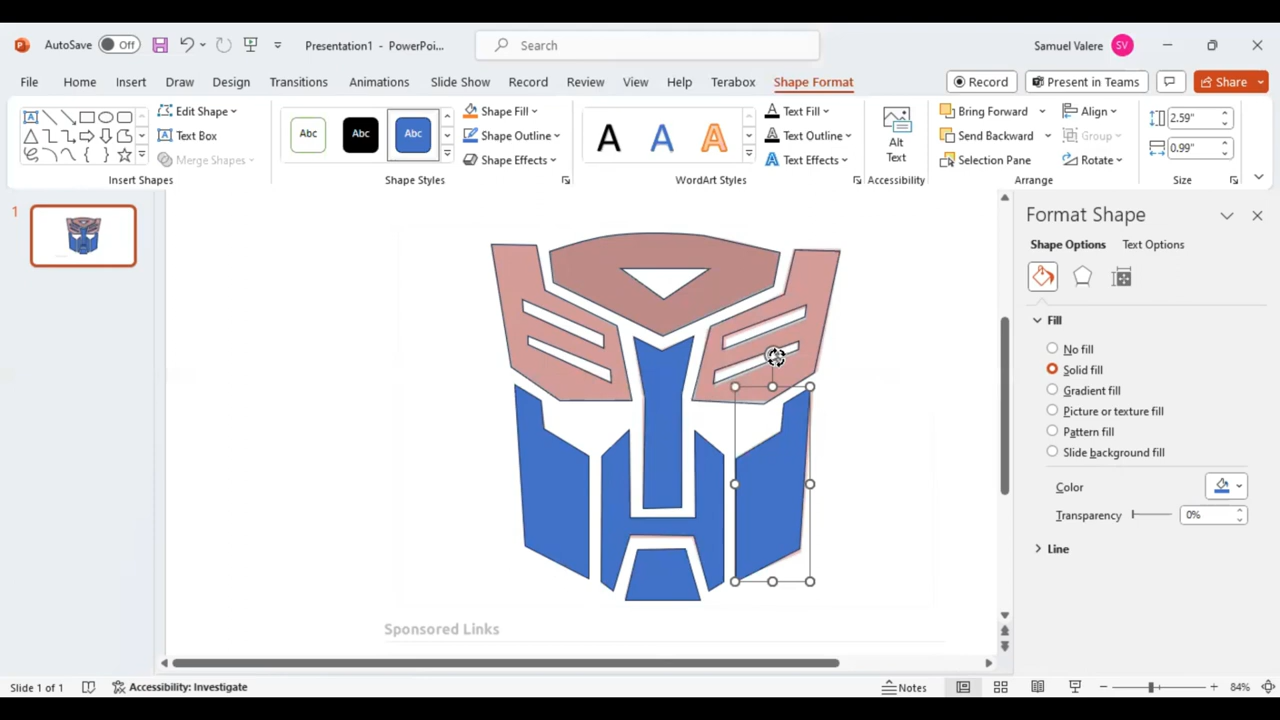 AutoSave Off Presentation1 - PowerPoi... Search Samuel Valere SV
File Home Insert Draw Design Transitions Animations Slide Show Record Review View Help Terabox Shape Format Record Present in Teams Share
Edit Shape
Text Box
Merge Shapes
Insert Shapes
Abc Abc Abc
Shape Fill
Shape Outline
Shape Effects
Shape Styles
A A A
Text Fill
Text Outline
Text Effects
WordArt Styles
Alt
Text
Accessibility
Bring Forward
Send Backward
Selection Pane
Align
Group
Rotate
Arrange
2.59"
0.99"
Size
1
Sponsored Links
Format Shape
Shape Options Text Options
Fill
No fill
Solid fill
Gradient fill
Picture or texture fill
Pattern fill
Slide background fill
Color
Transparency 0%
Line
Slide 1 of 1 Accessibility: Investigate Notes 84%